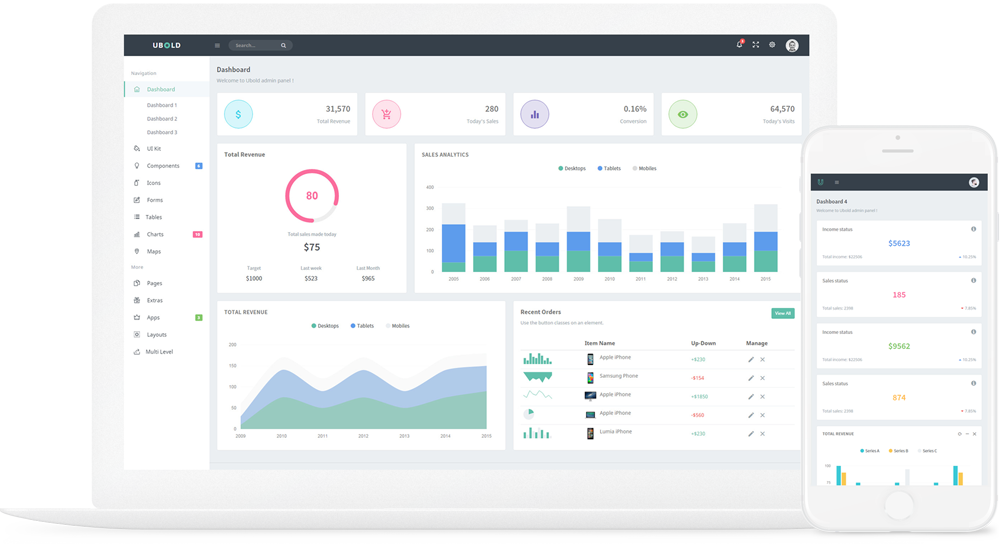 UBOLD
Search...
Navigation
Dashboard
Dashboard 1
Dashboard 2
Dashboard 3
UI Kit
Components
Icons
Forms
Tables
Charts
Maps
More
Pages
Extras
Apps
Layouts
Multi Level
Dashboard
Welcome to Ubold admin panel !
31,570
Total Revenue
280
Today's Sales
0.16%
Conversion
64,570
Today's Visits
Total Revenue
80
Total sales made today
$75
Target Last week Last Month
$1000 $523 $965
SALES ANALYTICS
Desktops Tablets Mobiles
400
300
200
100
0
2005 2006 2007 2008 2009 2010 2011 2012 2013 2014 2015
TOTAL REVENUE
Desktops Tablets Mobiles
200
150
100
50
0
2009 2010 2011 2012 2013 2014 2015
Recent Orders
View All
Use the button classes on an element.
Item Name Up-Down Manage
Apple iPhone +$230
Samsung Phone -$154
Apple iPhone +$1850
Apple iPhone -$560
Lumia iPhone +$230
Dashboard 4
Welcome to Ubold admin panel !
Income status
$5623
Total income: $22506 10.25%
Sales status
185
Total sales: 2398 7.85%
Income status
$9562
Total income: $22506 10.25%
Sales status
874
Total sales: 2398 7.85%
TOTAL REVENUE
Series A Series B Series C
100